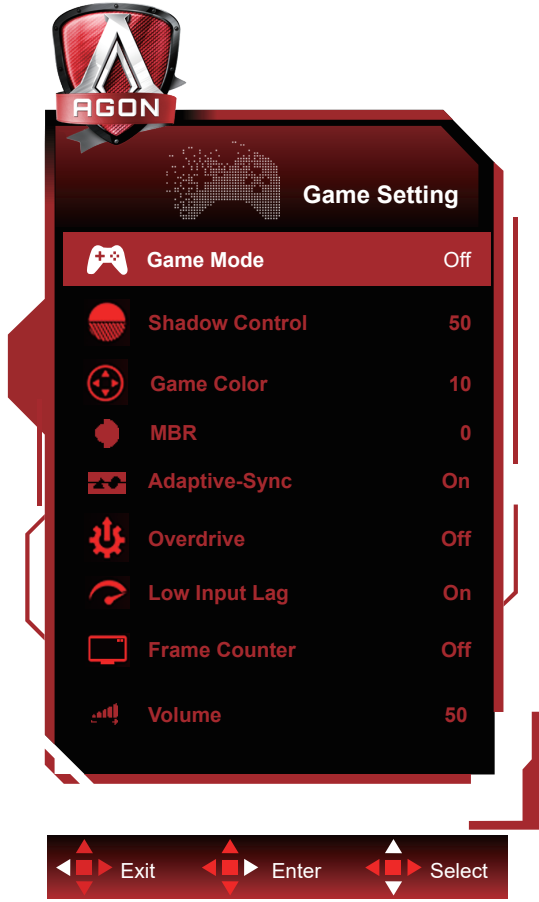 AGON
Game Setting
Game Mode Off
Shadow Control 50
Game Color 10
MBR 0
Adaptive-Sync On
Overdrive Off
Low Input Lag On
Frame Counter Off
Volume 50
Exit Enter Select